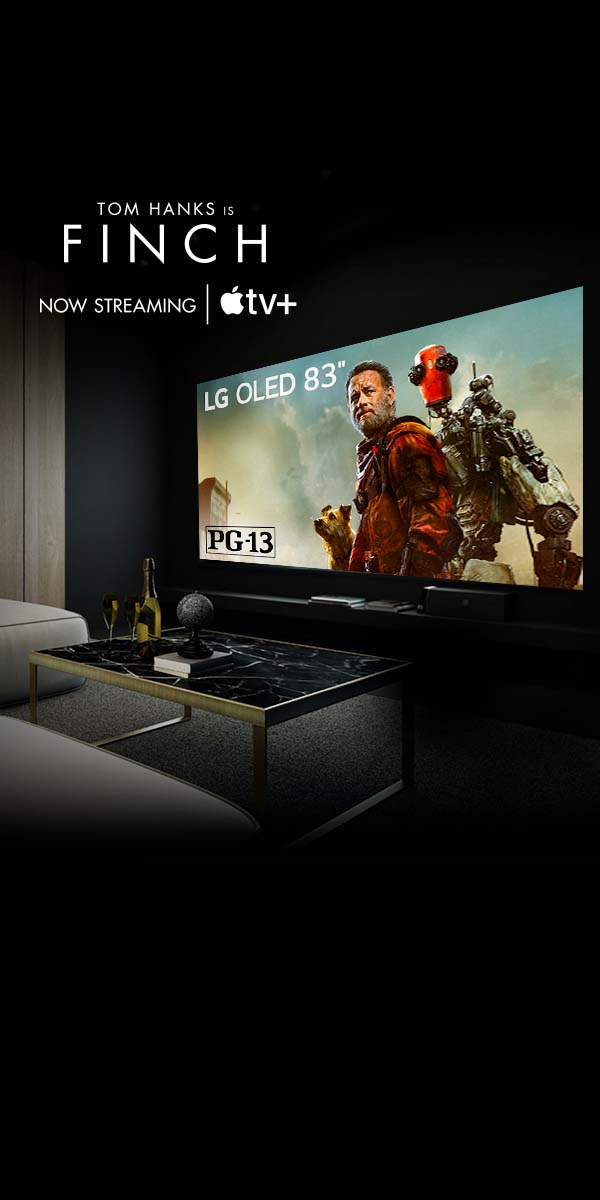 TOM HANKS IS
FINCH
NOW STREAMING | tv+
LG OLED 83"
PG-13